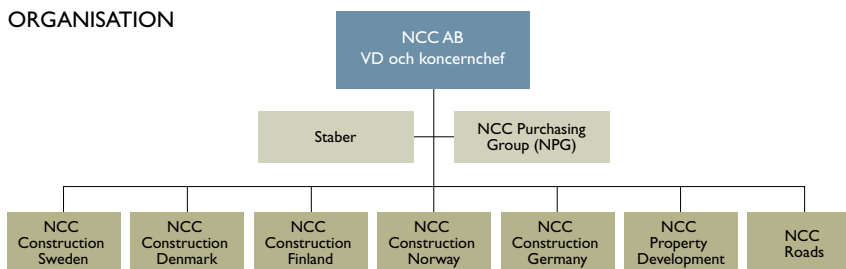 ORGANISATION
NCC AB
VD och koncernchef
Staber
NCC Purchasing
Group (NPG)
NCC
Construction
Sweden
NCC
Construction
Denmark
NCC
Construction
Finland
NCC
Construction
Norway
NCC
Construction
Germany
NCC
Property
Development
NCC
Roads